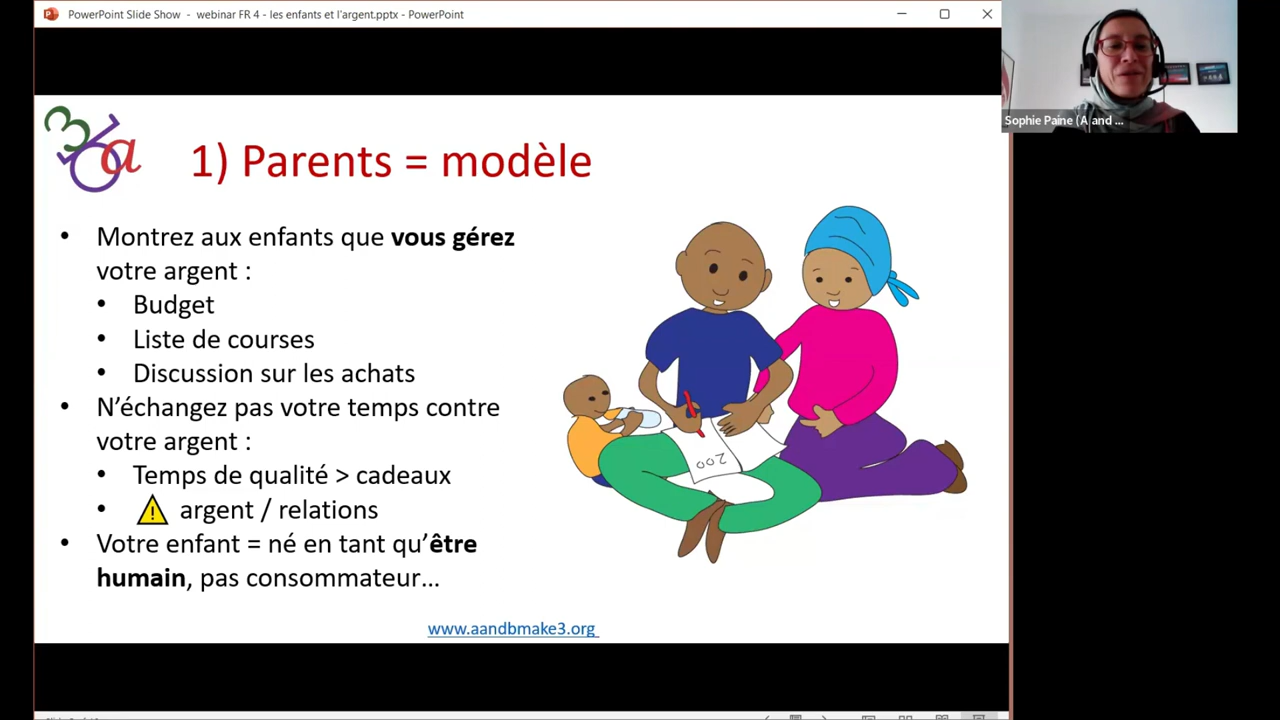 PowerPoint Slide Show - webinar FR 4 - les enfants et l'argent.pptx - PowerPoint
Sophie Paine (A and ...
1) Parents = modèle
• Montrez aux enfants que vous gérez
votre argent :
• Budget
• Liste de courses
• Discussion sur les achats
• N'échangez pas votre temps contre
votre argent :
• Temps de qualité > cadeaux
• ⚠ argent / relations
• Votre enfant = né en tant qu'être
humain, pas consommateur...
200
www.aandbmake3.org